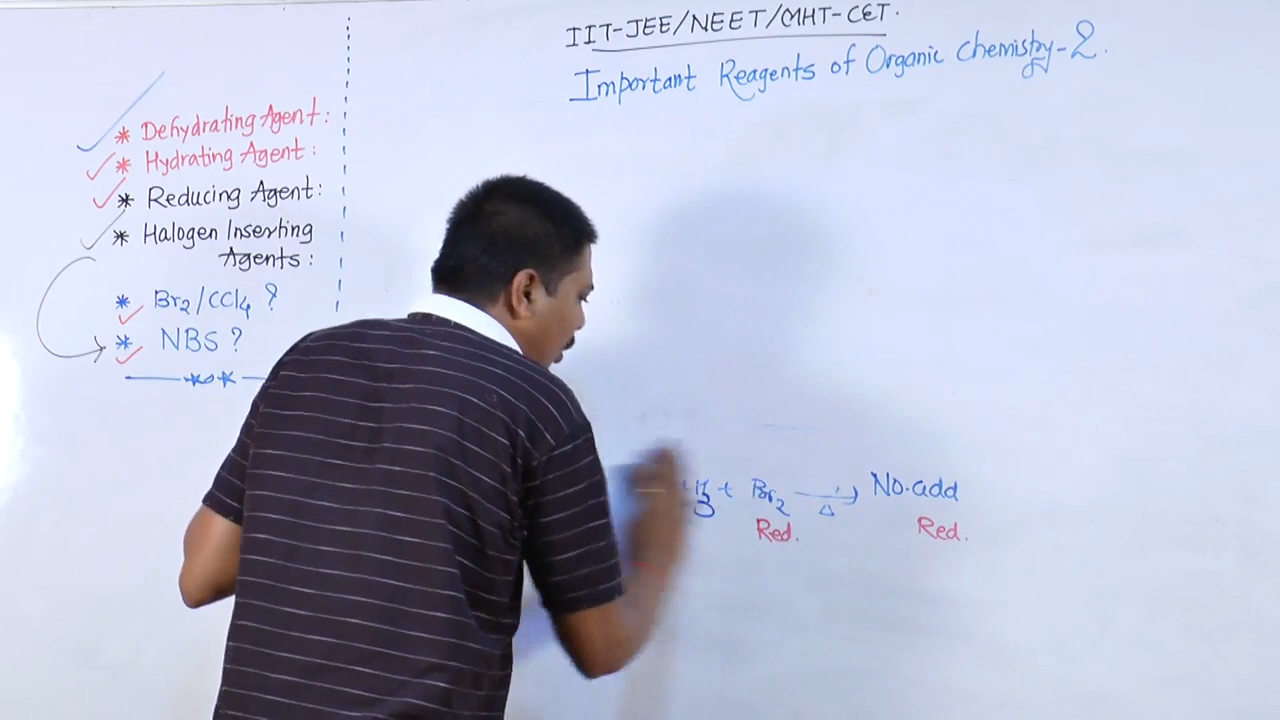 IIT-JEE/NEET/MHT-CET.
Important Reagents of Organic Chemistry-2.
* Dehydrating Agent:
* Hydrating Agent:
* Reducing Agent:
* Halogen Inserting
Agents:
* Br2/CCl4 ?
* NBS ?
+ Br2 → No.add
Δ
Red. Red.